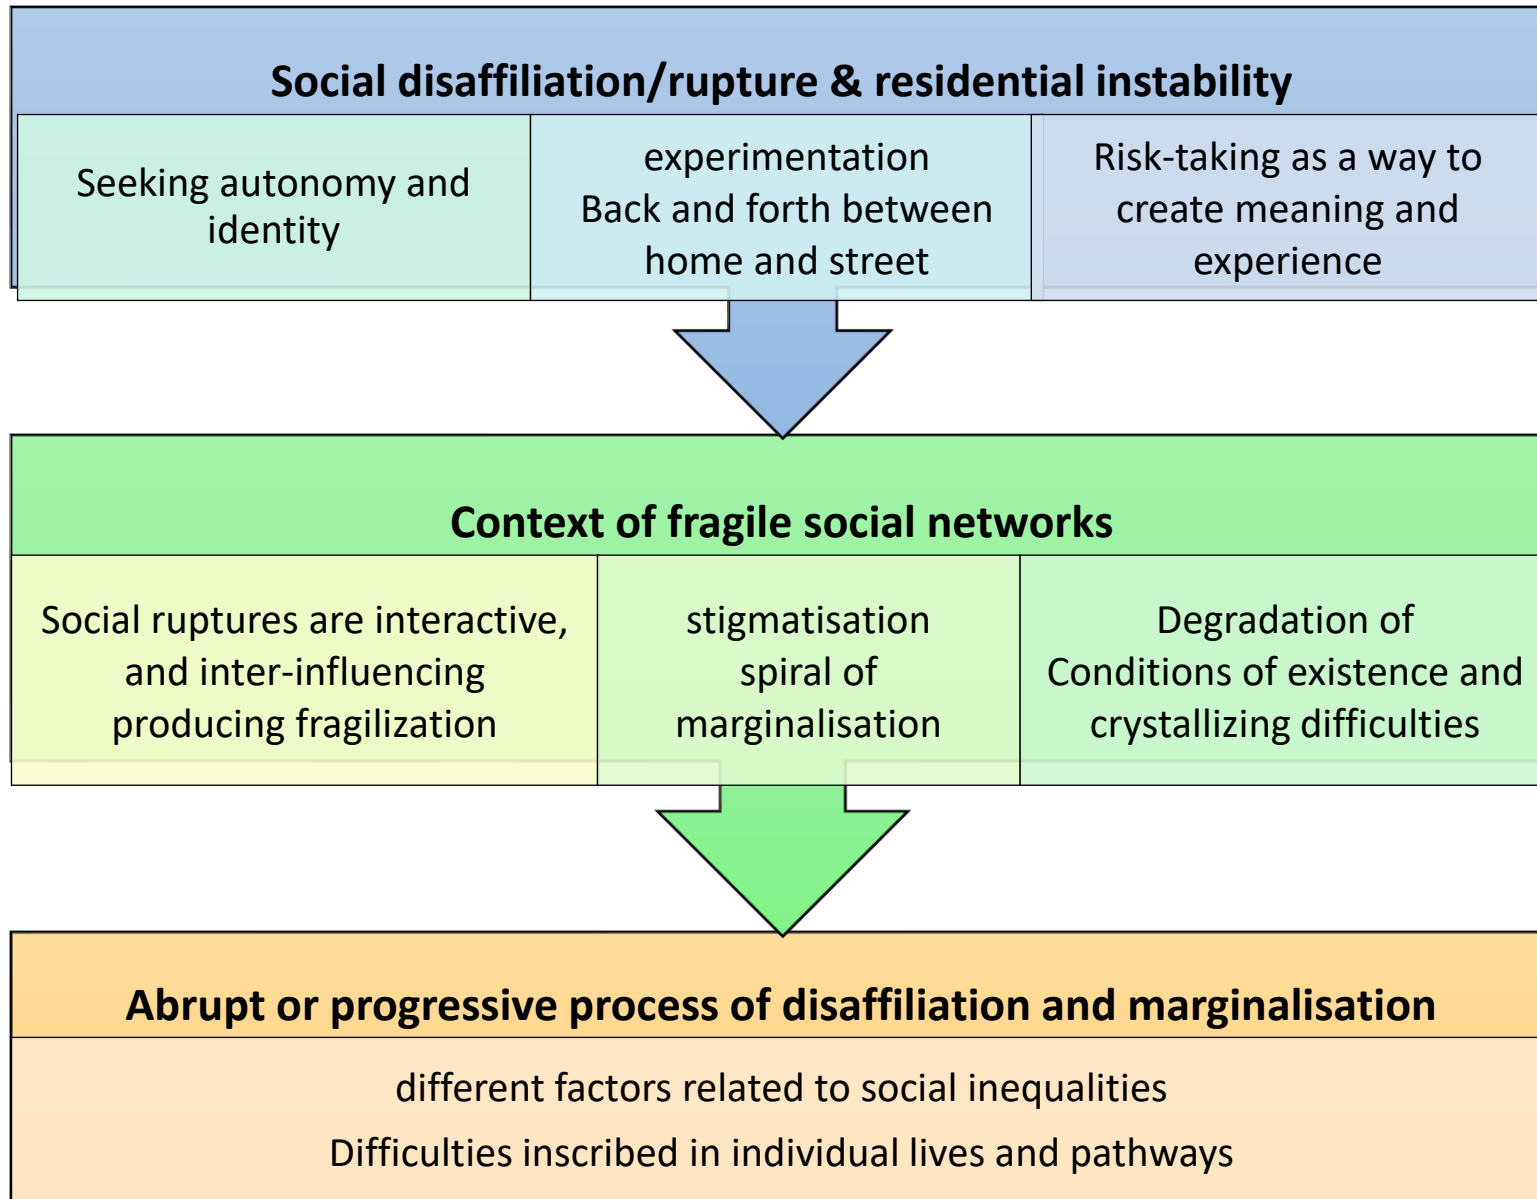 Social disaffiliation/rupture & residential instability
Seeking autonomy and
identity
experimentation
Back and forth between
home and street
Risk-taking as a way to
create meaning and
experience
Context of fragile social networks
Social ruptures are interactive,
and inter-influencing
producing fragilization
stigmatisation
spiral of
marginalisation
Degradation of
Conditions of existence and
crystallizing difficulties
Abrupt or progressive process of disaffiliation and marginalisation
different factors related to social inequalities
Difficulties inscribed in individual lives and pathways